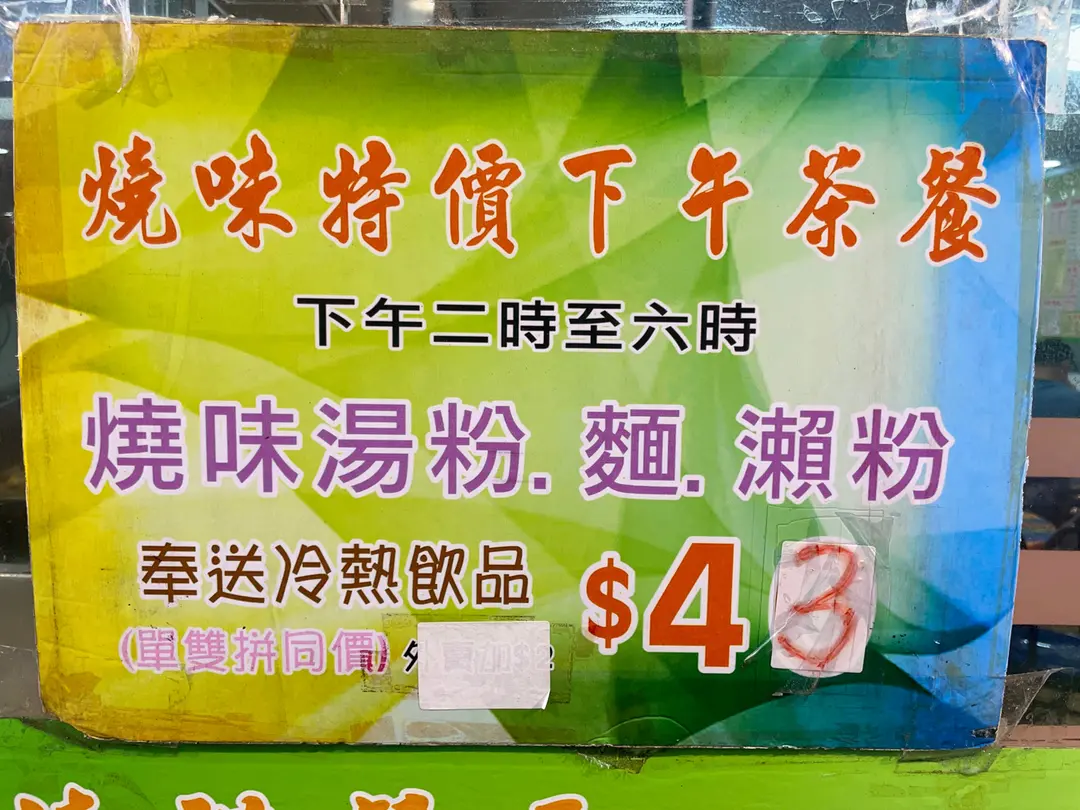 燒味特價下午茶餐
下午二時至六時
燒味湯粉.麵.瀨粉
奉送冷熱飲品 $43
(單雙拼同價) 外賣加$2